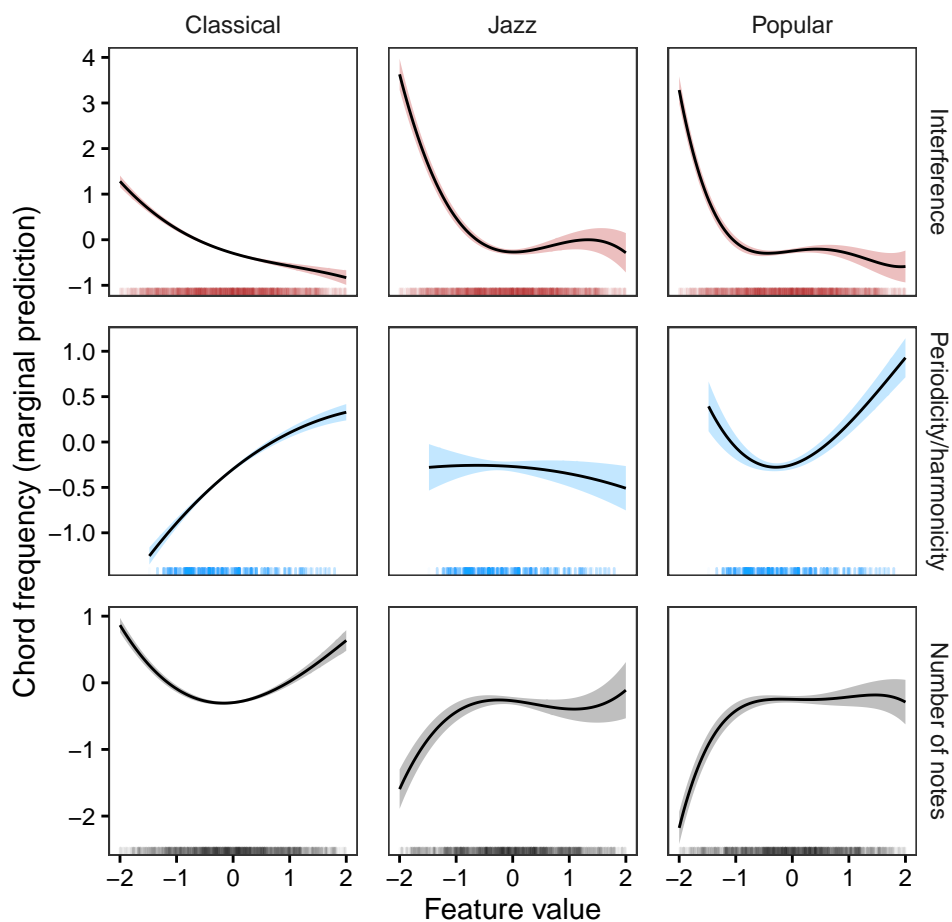 Classical Jazz Popular
4
3
2
1
0
−1
Interference
1.0
0.5
0.0
−0.5
−1.0
Periodicity/harmonicity
1
0
−1
−2
Number of notes
Chord frequency (marginal prediction)
−2 −1 0 1 2 −2 −1 0 1 2 −2 −1 0 1 2
Feature value